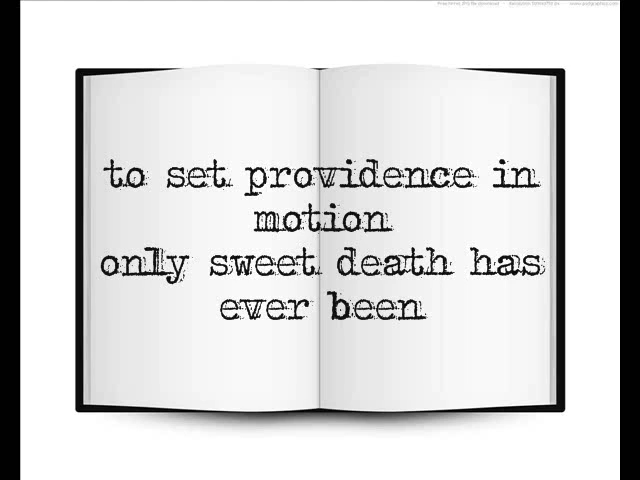 to set providence in
motion
only sweet death has
ever been